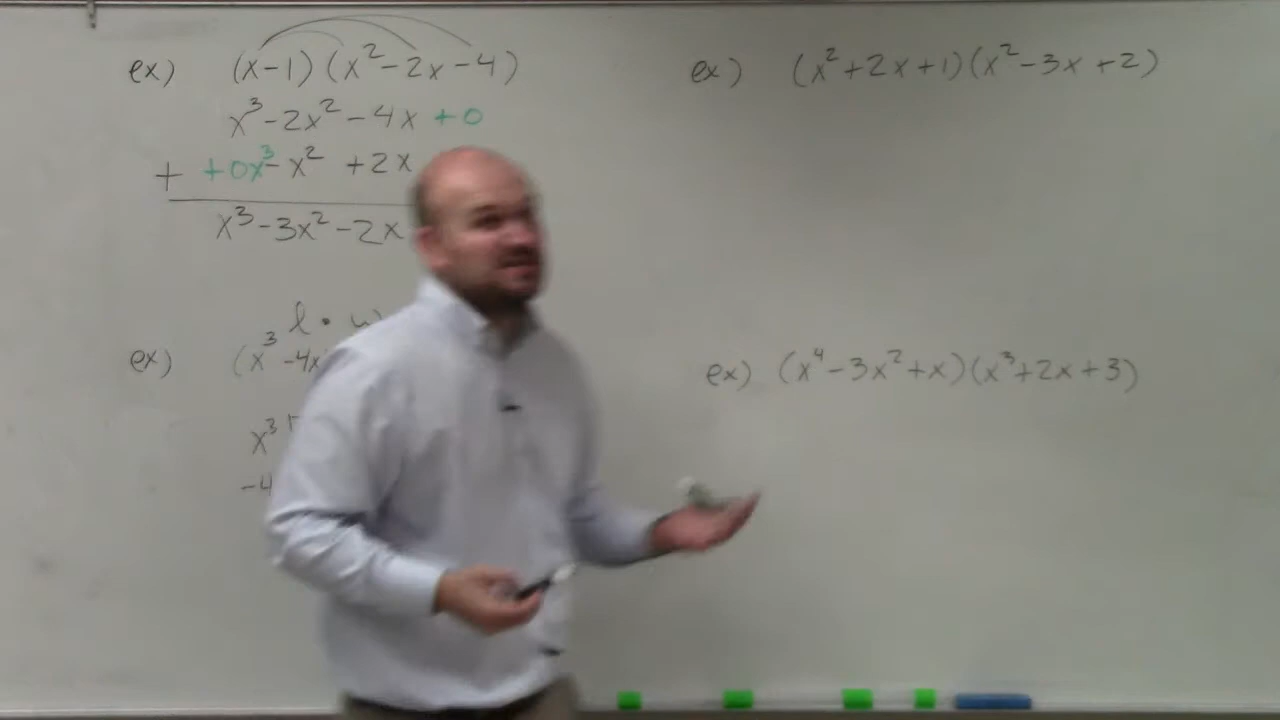 ex) (x-1)(x²-2x-4)
x³-2x²-4x+0
+ +0x³-x²+2x
x³-3x²-2x
l · w
ex) (x³-4x
x³
-4
ex) (x²+2x+1)(x²-3x+2)
ex) (x⁴-3x²+x)(x³+2x+3)